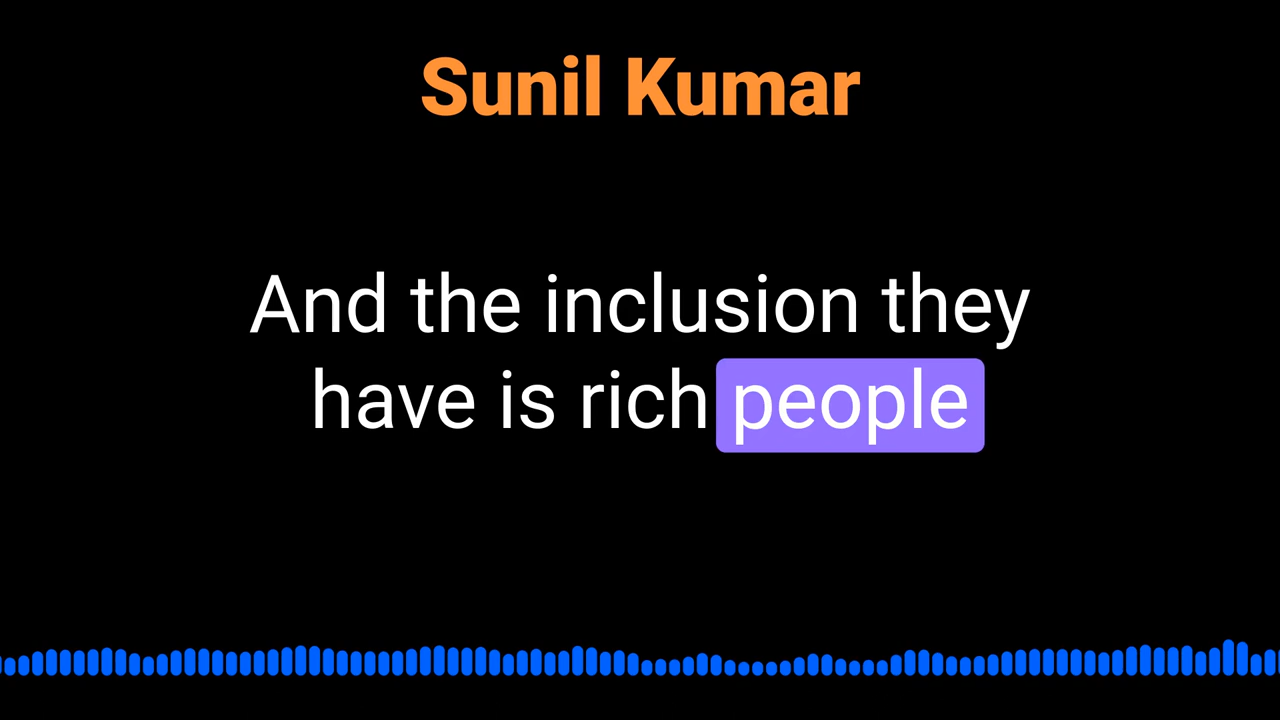 Sunil Kumar
And the inclusion they
have is rich people